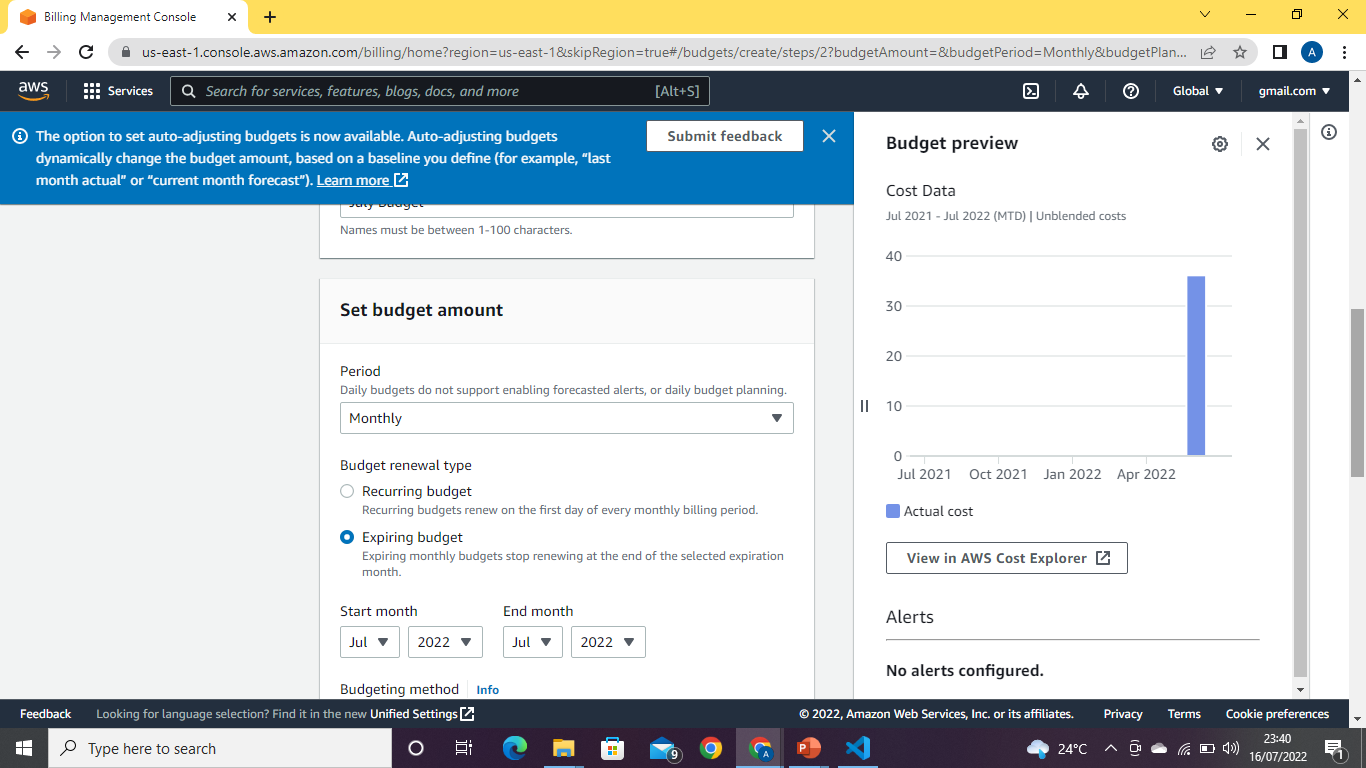 Billing Management Console
us-east-1.console.aws.amazon.com/billing/home?region=us-east-1&skipRegion=true#/budgets/create/steps/2?budgetAmount=&budgetPeriod=Monthly&budgetPlan...
A
aws
Services
Search for services, features, blogs, docs, and more
[Alt+S]
Global
gmail.com
The option to set auto-adjusting budgets is now available. Auto-adjusting budgets
dynamically change the budget amount, based on a baseline you define (for example, “last
month actual” or “current month forecast”). Learn more
Submit feedback
July Budget
Names must be between 1-100 characters.
Set budget amount
Period
Daily budgets do not support enabling forecasted alerts, or daily budget planning.
Monthly
Budget renewal type
Recurring budget
Recurring budgets renew on the first day of every monthly billing period.
Expiring budget
Expiring monthly budgets stop renewing at the end of the selected expiration
month.
Start month
End month
Jul
2022
Jul
2022
Budgeting method
Info
Budget preview
Cost Data
Jul 2021 - Jul 2022 (MTD) | Unblended costs
40
30
20
10
0
Jul 2021
Oct 2021
Jan 2022
Apr 2022
Actual cost
View in AWS Cost Explorer
Alerts
No alerts configured.
Feedback
Looking for language selection? Find it in the new Unified Settings
© 2022, Amazon Web Services, Inc. or its affiliates.
Privacy
Terms
Cookie preferences
Type here to search
9
A
24°C
23:40
16/07/2022
1